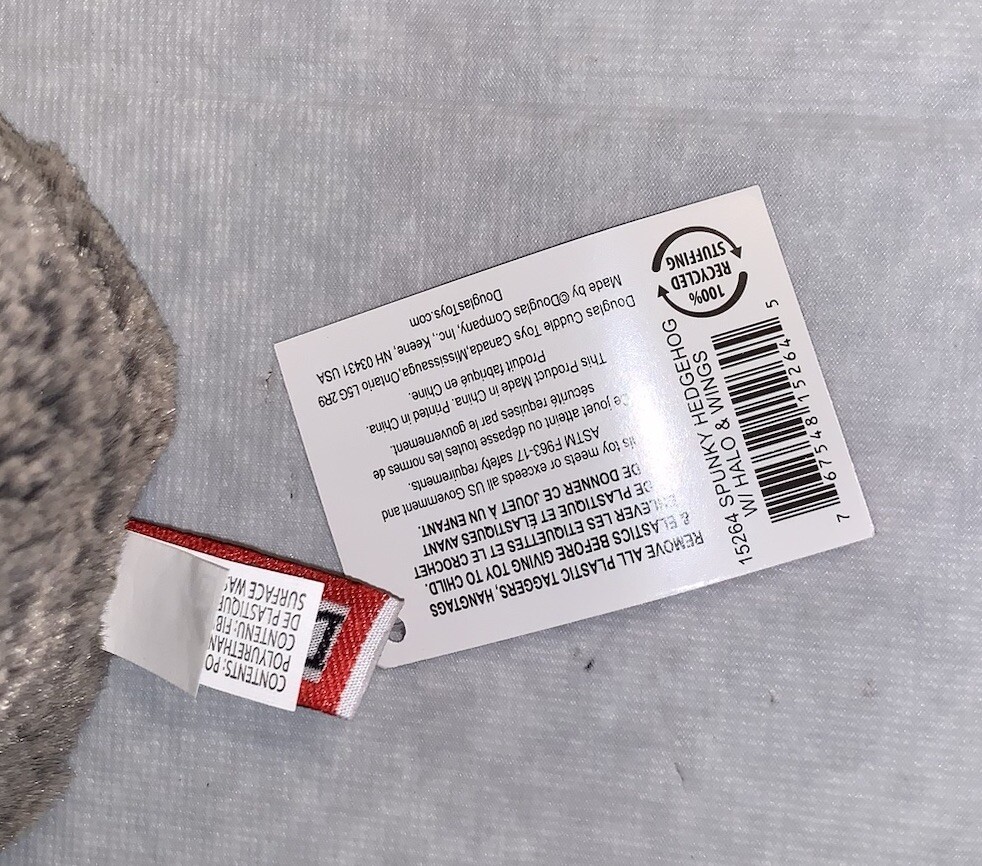 REMOVE ALL PLASTIC TAGGERS, HANGTAGS
& ELASTICS BEFORE GIVING TOY TO CHILD.
ENLEVER LES ETIQUETTES ET LE CROCHET
DE PLASTIQUE ET ÉLASTIQUES AVANT
DE DONNER CE JOUET À UN ENFANT.
This toy meets or exceeds all US Government and
ASTM F963-17 safety requirements.
Ce jouet atteint ou dépasse toutes les normes de
sécurité requises par le gouvernement.
This Product Made in China. Printed in China.
Produit fabriqué en Chine.
Douglas Cuddle Toys Canada,Mississauga,Ontario L5G 2R9
Made by ©Douglas Company, Inc., Keene, NH 03431 USA
DouglasToys.com
15264 SPUNKY HEDGEHOG
W/ HALO & WINGS
7 67548 15264 5
100%
RECYCLED
STUFFING
CONTENTS: PO
POLYURETHAN
CONTENU: FIB
DE PLASTIQUE
SURFACE WAS